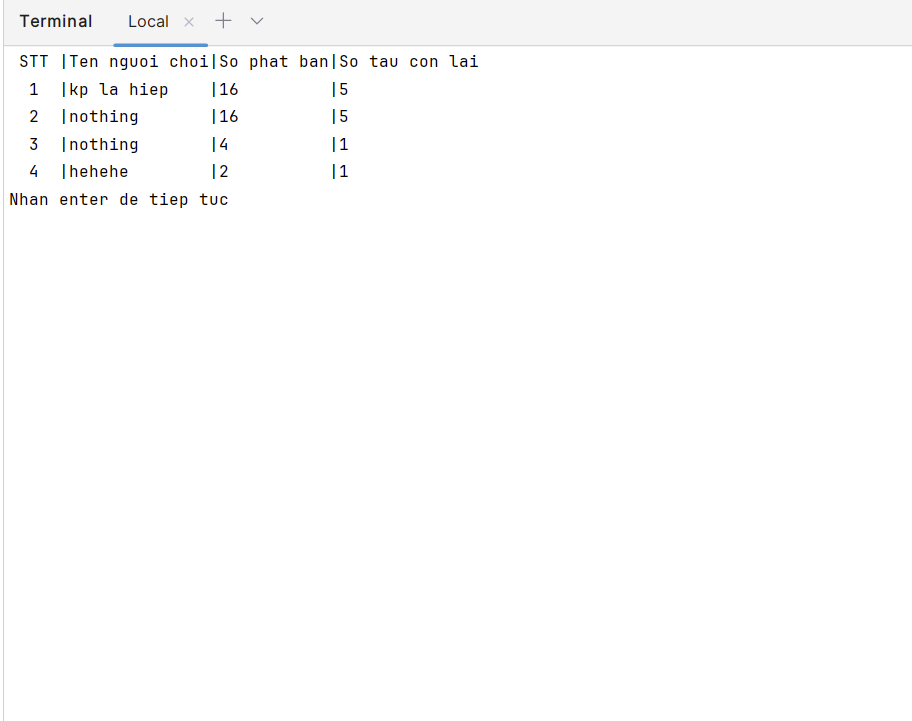 Terminal Local
STT |Ten nguoi choi|So phat ban|So tau con lai
1 |kp la hiep |16 |5
2 |nothing |16 |5
3 |nothing |4 |1
4 |hehehe |2 |1
Nhan enter de tiep tuc